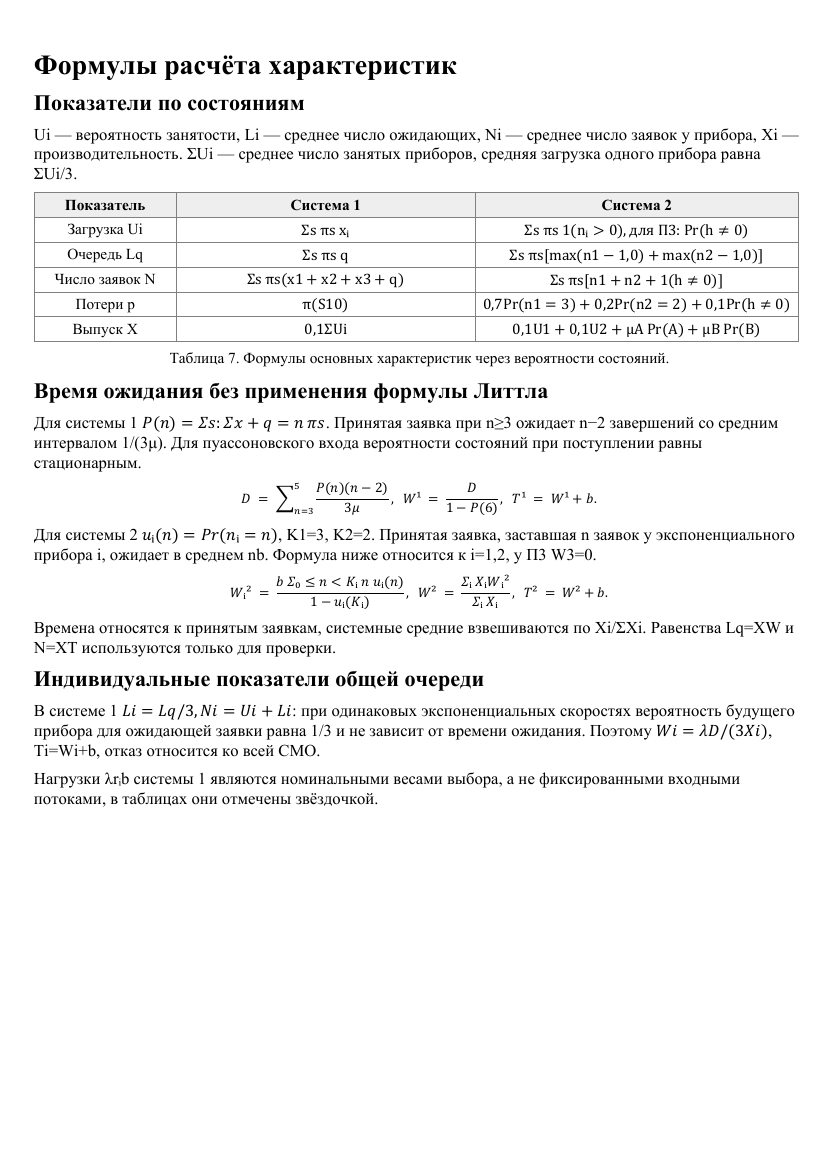 Формулы расчёта характеристик
Показатели по состояниям
Ui — вероятность занятости, Li — среднее число ожидающих, Ni — среднее число заявок у прибора, Xi —
производительность. ΣUi — среднее число занятых приборов, средняя загрузка одного прибора равна
ΣUi/3.
Показатель Система 1 Система 2
Загрузка Ui Σs πs xᵢ Σs πs 1(nᵢ > 0), для П3: Pr(h ≠ 0)
Очередь Lq Σs πs q Σs πs[max(n1 − 1,0) + max(n2 − 1,0)]
Число заявок N Σs πs(x1 + x2 + x3 + q) Σs πs[n1 + n2 + 1(h ≠ 0)]
Потери p π(S10) 0,7Pr(n1 = 3) + 0,2Pr(n2 = 2) + 0,1Pr(h ≠ 0)
Выпуск X 0,1ΣUi 0,1U1 + 0,1U2 + μA Pr(A) + μB Pr(B)
Таблица 7. Формулы основных характеристик через вероятности состояний.
Время ожидания без применения формулы Литтла
Для системы 1 P(n) = Σs: Σx + q = n πs. Принятая заявка при n≥3 ожидает n−2 завершений со средним
интервалом 1/(3μ). Для пуассоновского входа вероятности состояний при поступлении равны
стационарным.
D = ∑ₙ₌₃⁵ P(n)(n − 2)/3μ, W¹ = D/(1 − P(6)), T¹ = W¹ + b.
Для системы 2 uᵢ(n) = Pr(nᵢ = n), K1=3, K2=2. Принятая заявка, заставшая n заявок у экспоненциального
прибора i, ожидает в среднем nb. Формула ниже относится к i=1,2, у П3 W3=0.
Wᵢ² = (b Σ₀ ≤ n < Kᵢ n uᵢ(n))/(1 − uᵢ(Kᵢ)), W² = (Σᵢ XᵢWᵢ²)/(Σᵢ Xᵢ), T² = W² + b.
Времена относятся к принятым заявкам, системные средние взвешиваются по Xi/ΣXi. Равенства Lq=XW и
N=XT используются только для проверки.
Индивидуальные показатели общей очереди
В системе 1 Li = Lq/3, Ni = Ui + Li: при одинаковых экспоненциальных скоростях вероятность будущего
прибора для ожидающей заявки равна 1/3 и не зависит от времени ожидания. Поэтому Wi = λD/(3Xi),
Ti=Wi+b, отказ относится ко всей СМО.
Нагрузки λrᵢb системы 1 являются номинальными весами выбора, а не фиксированными входными
потоками, в таблицах они отмечены звёздочкой.